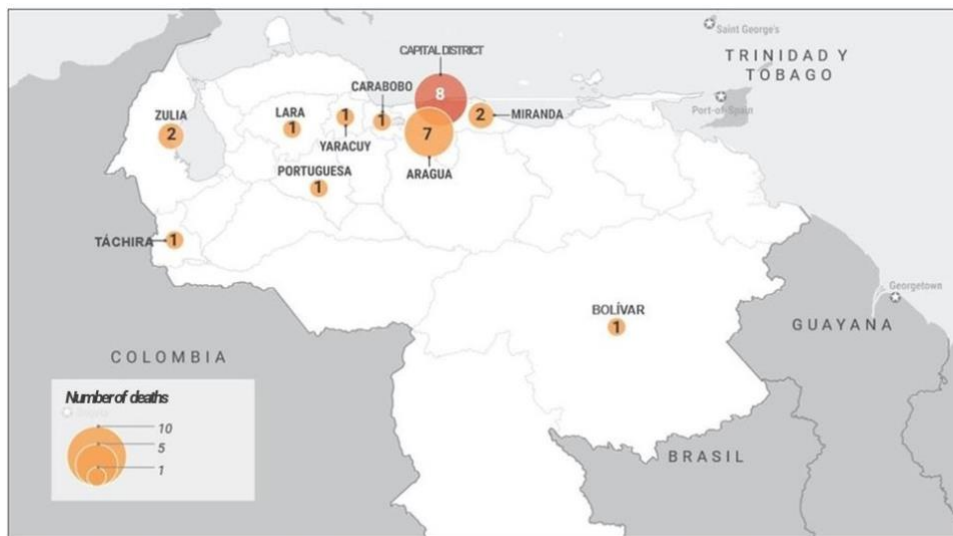 Saint George's
TRINIDAD Y
TOBAGO
CAPITAL DISTRICT
8
CARABOBO
1
Port-of-Spain
ZULIA
2
LARA
1
1
YARACUY
2
MIRANDA
7
ARAGUA
PORTUGUESA
1
TÁCHIRA
1
Georgetown
BOLÍVAR
1
GUAYANA
COLOMBIA
BRASIL
Number of deaths
10
5
1